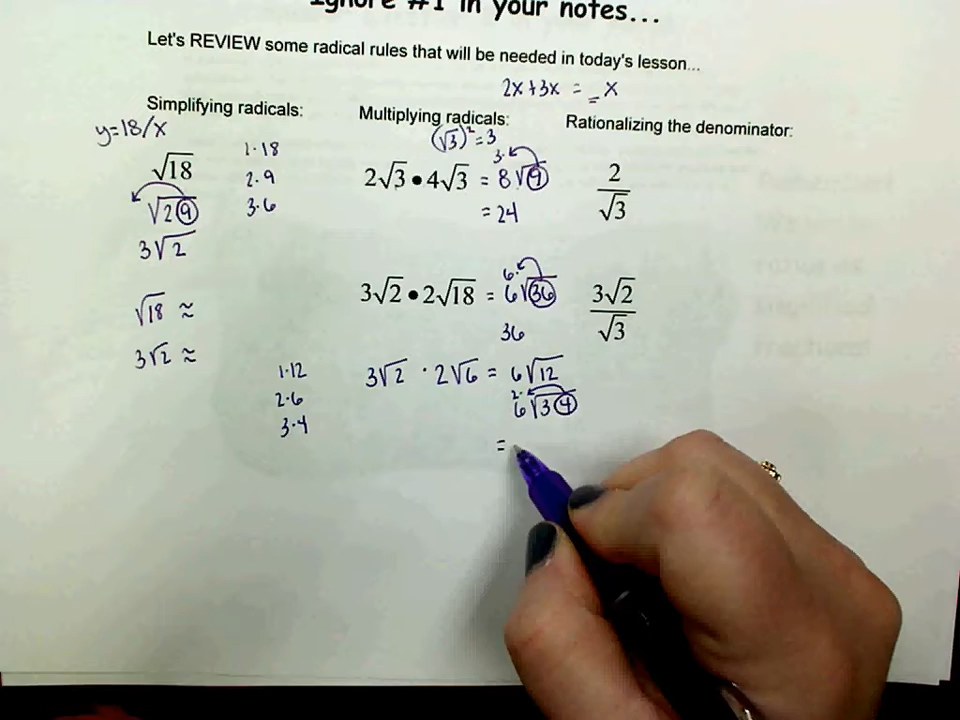 Ignore #1 in your notes...
Let's REVIEW some radical rules that will be needed in today's lesson...
2x+3x = _x
Simplifying radicals:
y=18/x
√18
1·18
2·9
3·6
√2 9
3√2
√18 ≈
3√2 ≈
Multiplying radicals:
(√3)² = 3
3·
2√3 • 4√3 = 8√9
= 24
6·
3√2 • 2√18 = 6√36
36
3√2 · 2√6 = 6√12
1·12
2·6
3·4
2·
6√3 4
=
Rationalizing the denominator:
2
√3
3√2
√3